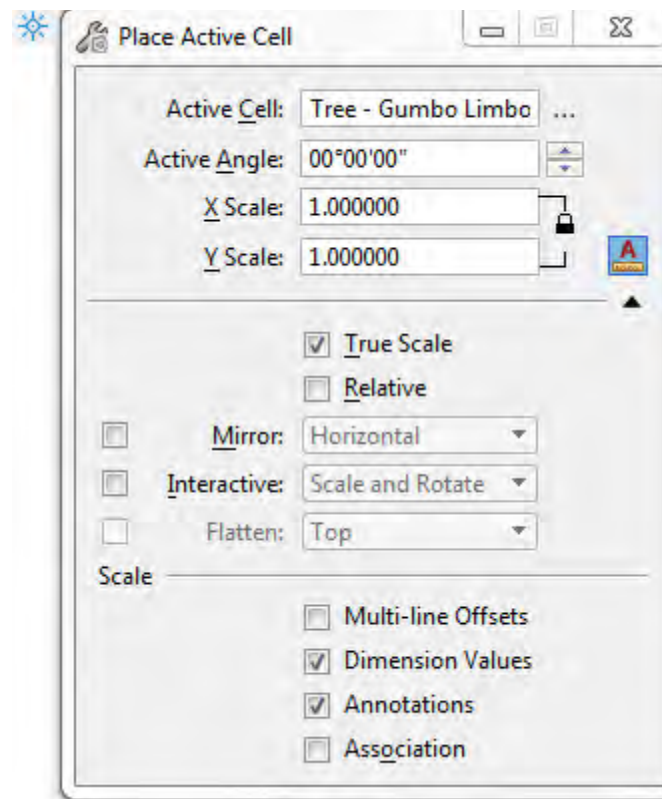 Place Active Cell
Active Cell: Tree - Gumbo Limbo ...
Active Angle: 00°00'00"
X Scale: 1.000000
Y Scale: 1.000000
A
True Scale
Relative
Mirror: Horizontal
Interactive: Scale and Rotate
Flatten: Top
Scale
Multi-line Offsets
Dimension Values
Annotations
Association